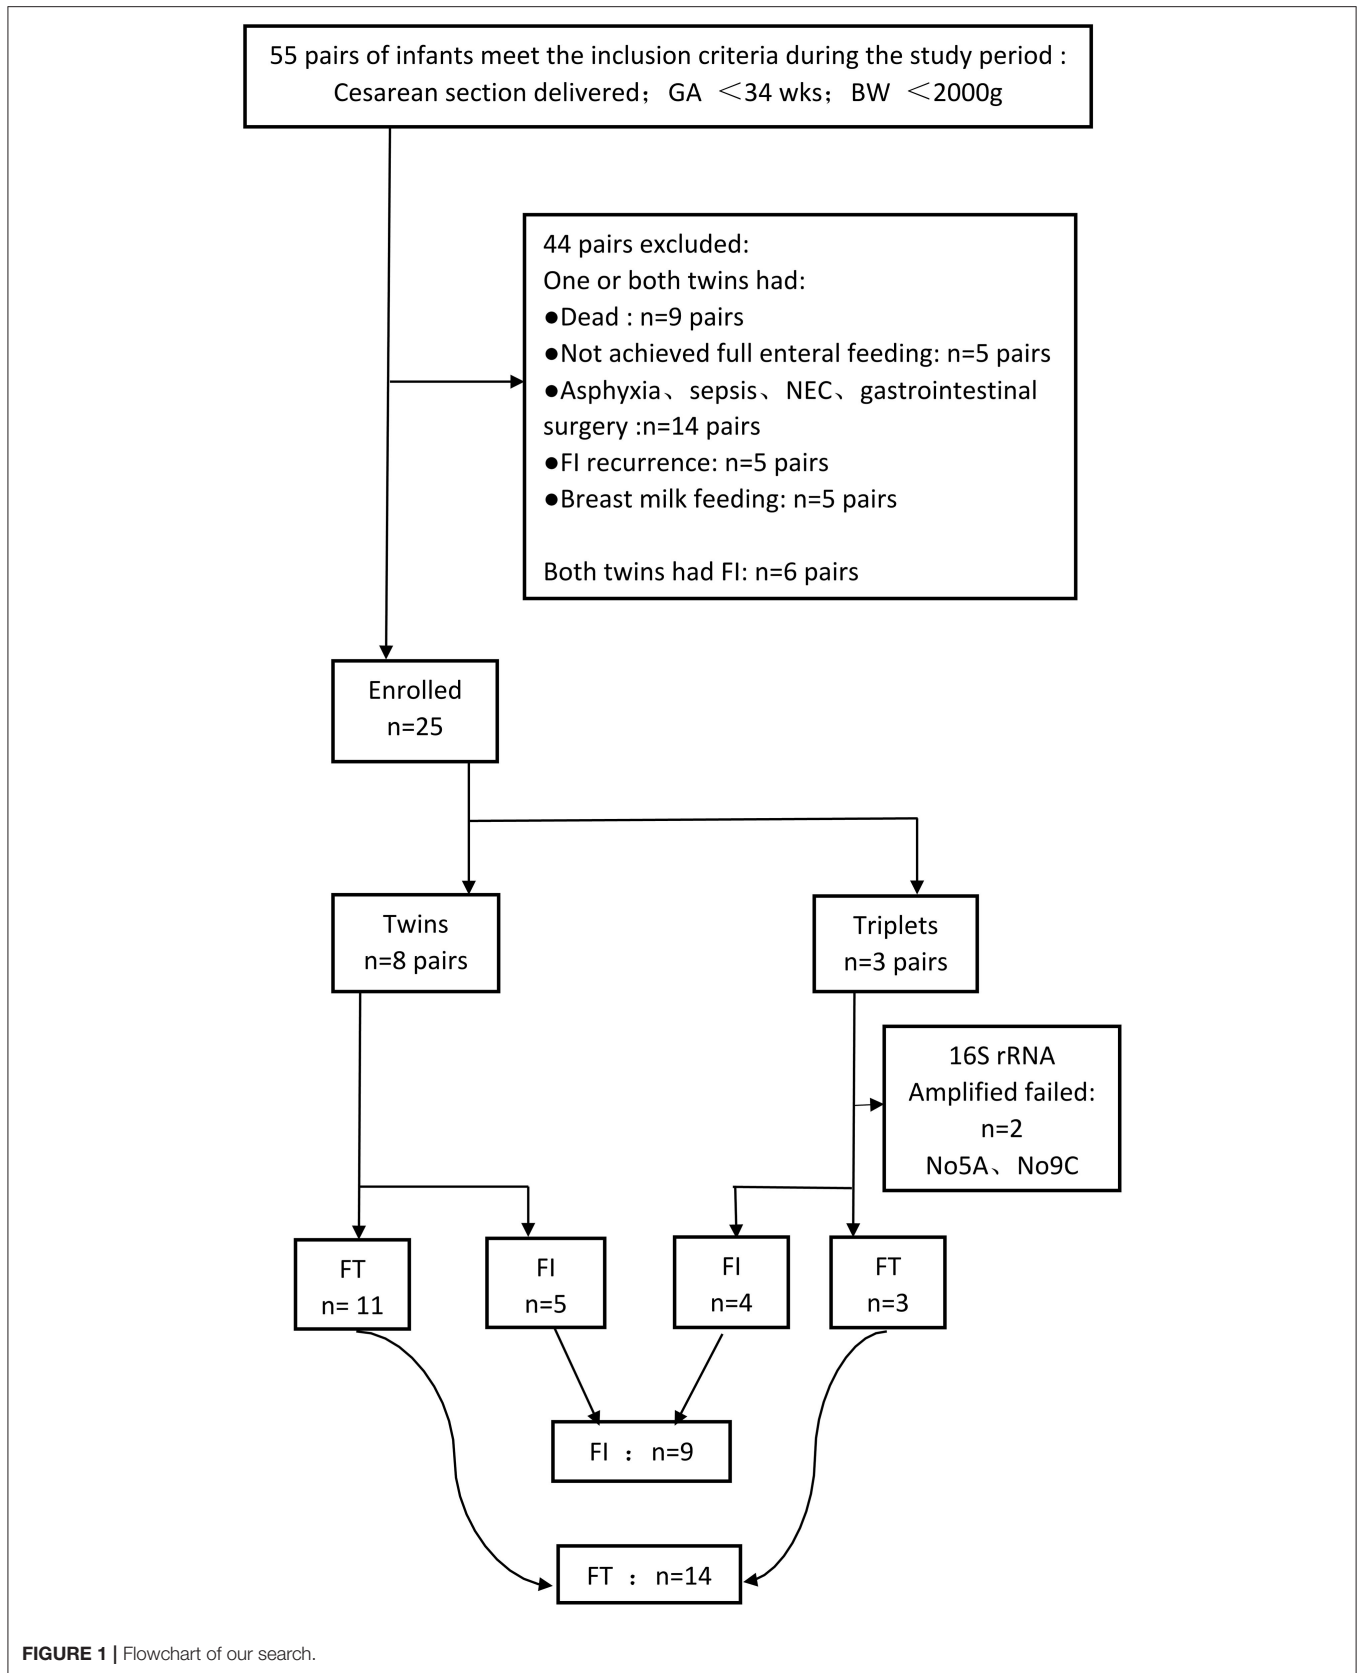 55 pairs of infants meet the inclusion criteria during the study period :
Cesarean section delivered；GA ＜34 wks；BW ＜2000g
44 pairs excluded:
One or both twins had:
●Dead : n=9 pairs
●Not achieved full enteral feeding: n=5 pairs
●Asphyxia、sepsis、NEC、gastrointestinal
surgery :n=14 pairs
●FI recurrence: n=5 pairs
●Breast milk feeding: n=5 pairs
Both twins had FI: n=6 pairs
Enrolled
n=25
Twins
n=8 pairs
Triplets
n=3 pairs
16S rRNA
Amplified failed:
n=2
No5A、No9C
FT
n= 11
FI
n=5
FI
n=4
FT
n=3
FI ：n=9
FT ：n=14
FIGURE 1 | Flowchart of our search.